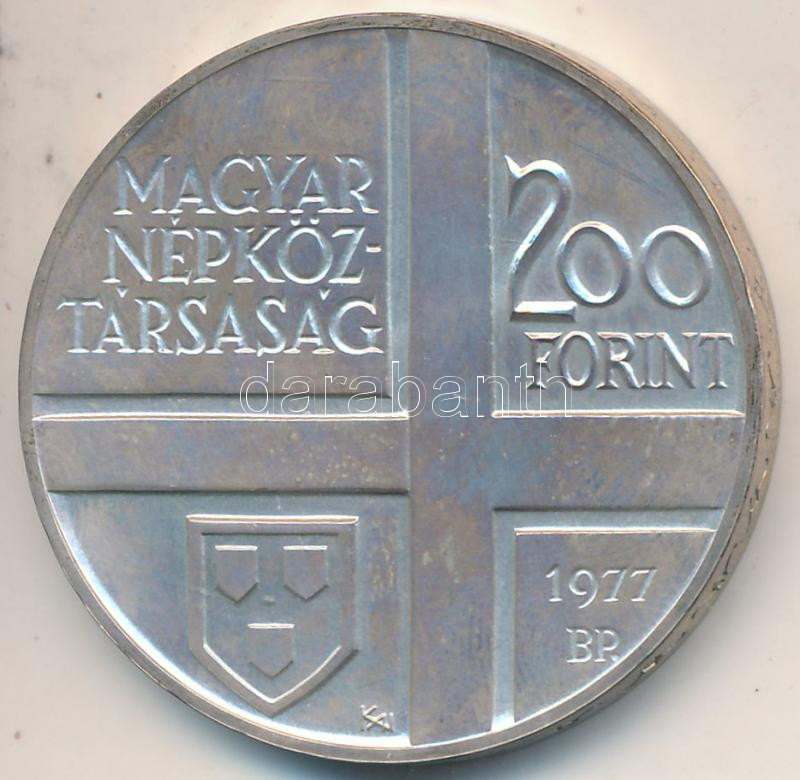 MAGYAR
NÉPKÖZ-
TÁRSASÁG
200
FORINT
darabanth
1977
BP.